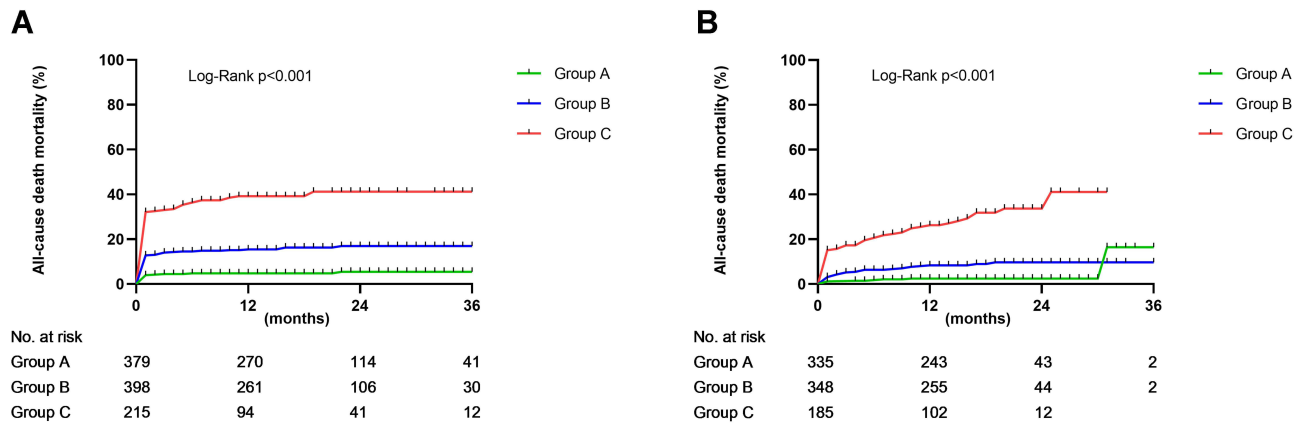 A
All-cause death mortality (%)
100
80
60
40
20
0
Log-Rank p<0.001
Group A
Group B
Group C
0 12 24 36
(months)
No. at risk
Group A 379 270 114 41
Group B 398 261 106 30
Group C 215 94 41 12
B
All-cause death mortality (%)
100
80
60
40
20
0
Log-Rank p<0.001
Group A
Group B
Group C
0 12 24 36
(months)
No. at risk
Group A 335 243 43 2
Group B 348 255 44 2
Group C 185 102 12